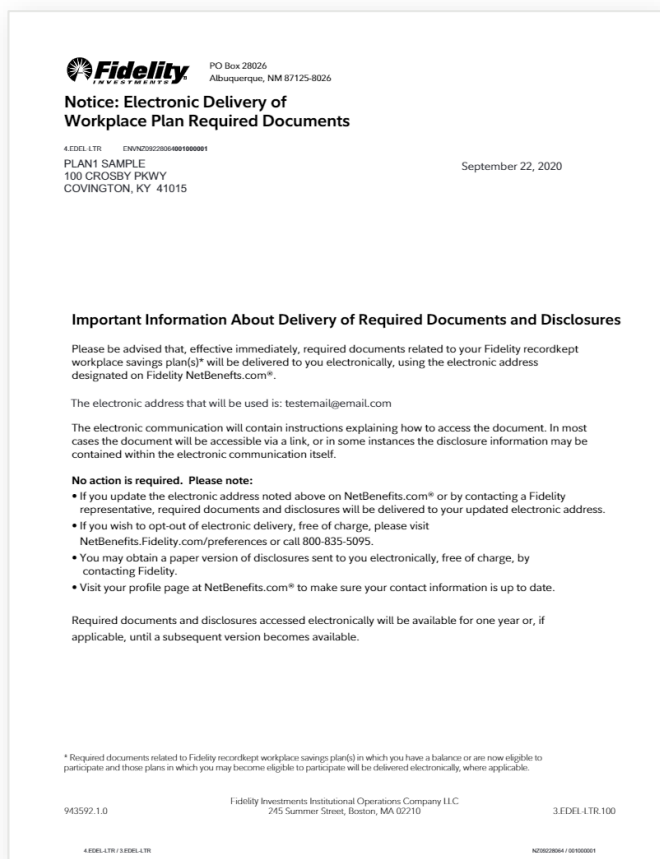 Fidelity
INVESTMENTS
PO Box 28026
Albuquerque, NM 87125-8026
Notice: Electronic Delivery of
Workplace Plan Required Documents
4.EDEL-LTR ENVNZ09228064001000001
PLAN1 SAMPLE
100 CROSBY PKWY
COVINGTON, KY 41015
September 22, 2020
Important Information About Delivery of Required Documents and Disclosures
Please be advised that, effective immediately, required documents related to your Fidelity recordkept
workplace savings plan(s)* will be delivered to you electronically, using the electronic address
designated on Fidelity NetBenefts.com®.
The electronic address that will be used is: testemail@email.com
The electronic communication will contain instructions explaining how to access the document. In most
cases the document will be accessible via a link, or in some instances the disclosure information may be
contained within the electronic communication itself.
No action is required. Please note:
• If you update the electronic address noted above on NetBenefits.com® or by contacting a Fidelity
representative, required documents and disclosures will be delivered to your updated electronic address.
• If you wish to opt-out of electronic delivery, free of charge, please visit
NetBenefits.Fidelity.com/preferences or call 800-835-5095.
• You may obtain a paper version of disclosures sent to you electronically, free of charge, by
contacting Fidelity.
• Visit your profile page at NetBenefits.com® to make sure your contact information is up to date.
Required documents and disclosures accessed electronically will be available for one year or, if
applicable, until a subsequent version becomes available.
* Required documents related to Fidelity recordkept workplace savings plan(s) in which you have a balance or are now eligible to
participate and those plans in which you may become eligible to participate will be delivered electronically, where applicable.
943592.1.0
Fidelity Investments Institutional Operations Company LLC
245 Summer Street, Boston, MA 02210
3.EDEL-LTR.100
4.EDEL-LTR / 3.EDEL-LTR
NZ09228064 / 001000001